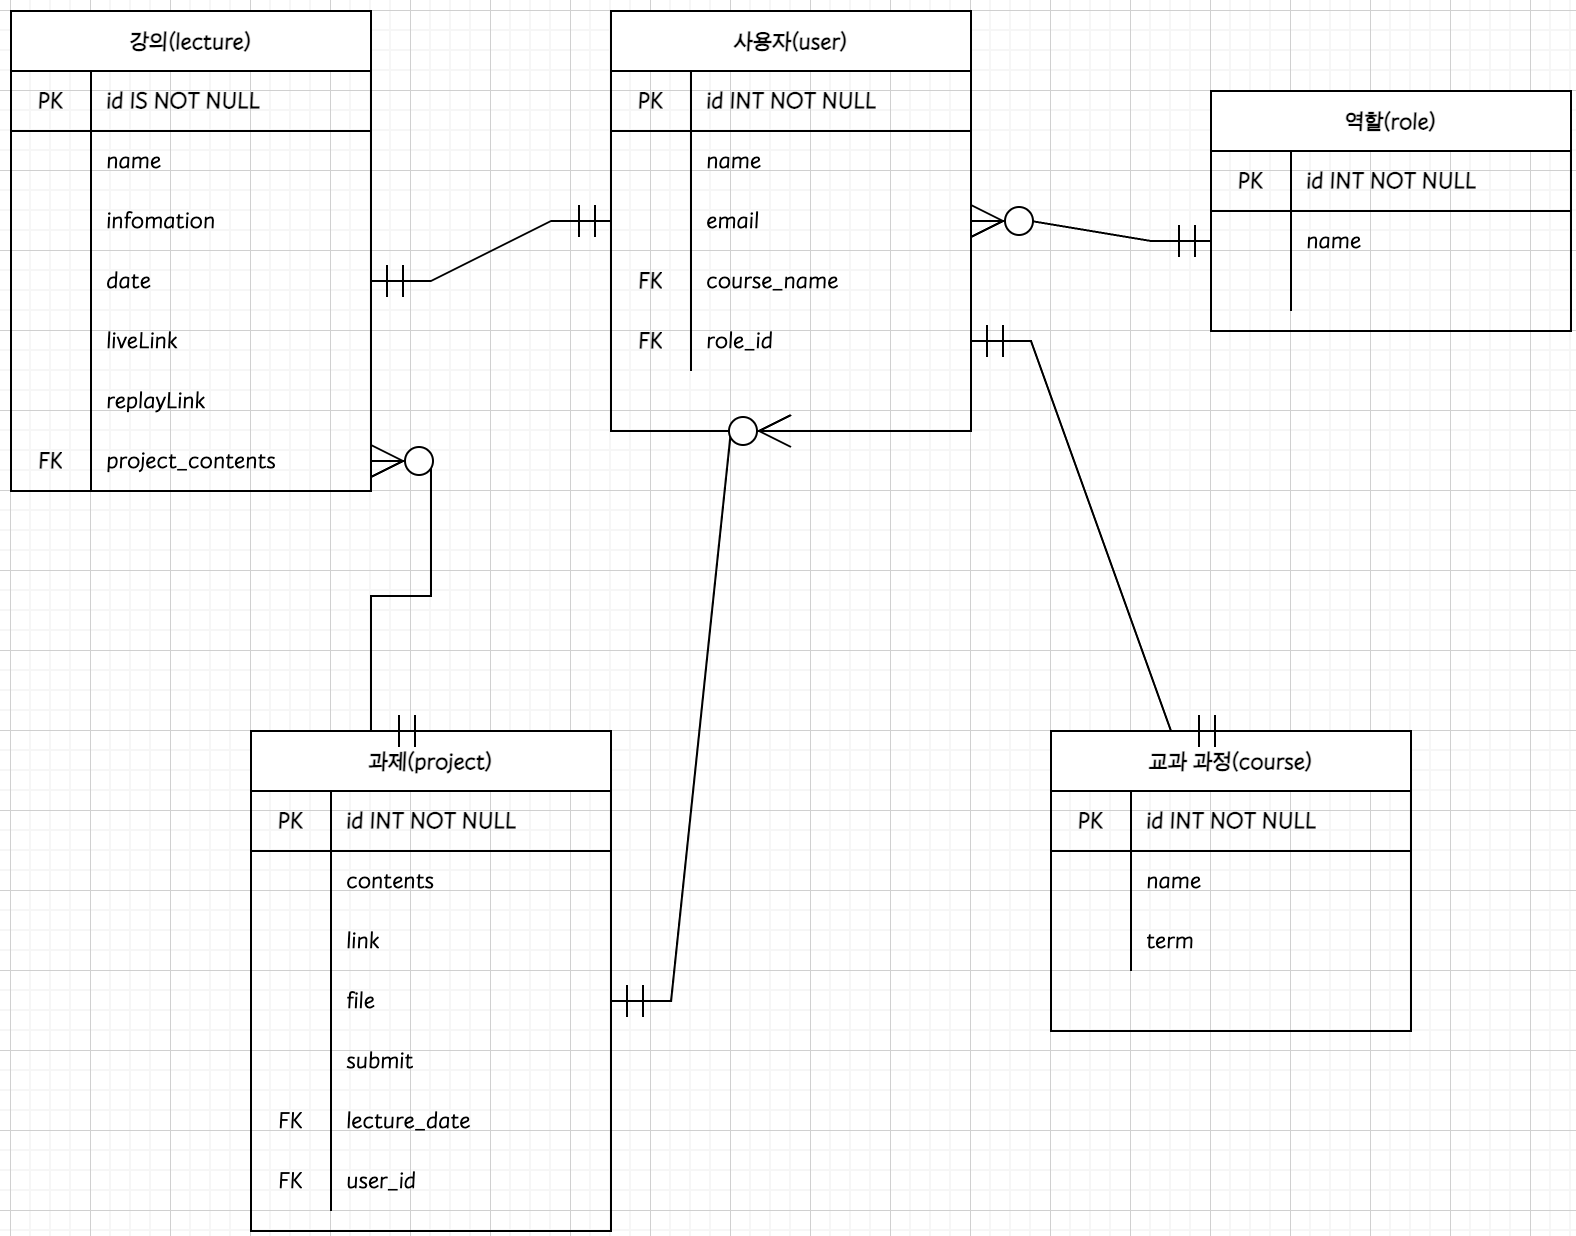 강의(lecture)
PK id IS NOT NULL
name
infomation
date
liveLink
replayLink
FK project_contents
사용자(user)
PK id INT NOT NULL
name
email
FK course_name
FK role_id
역할(role)
PK id INT NOT NULL
name
과제(project)
PK id INT NOT NULL
contents
link
file
submit
FK lecture_date
FK user_id
교과 과정(course)
PK id INT NOT NULL
name
term